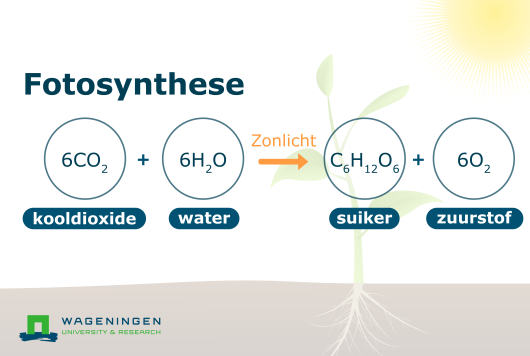 Fotosynthese
Zonlicht
6CO₂ + 6H₂O C₆H₁₂O₆ + 6O₂
kooldioxide water suiker zuurstof
WAGENINGEN
UNIVERSITY & RESEARCH